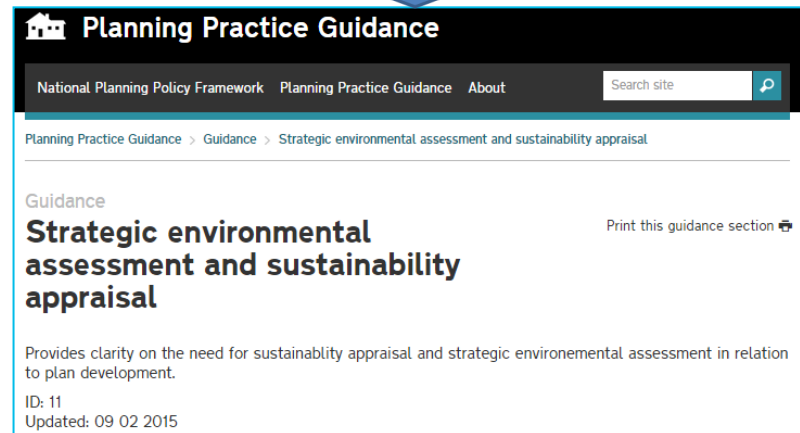 Planning Practice Guidance
National Planning Policy Framework Planning Practice Guidance About Search site
Planning Practice Guidance > Guidance > Strategic environmental assessment and sustainability appraisal
Guidance
Strategic environmental
assessment and sustainability
appraisal
Print this guidance section
Provides clarity on the need for sustainablity appraisal and strategic environemental assessment in relation
to plan development.
ID: 11
Updated: 09 02 2015